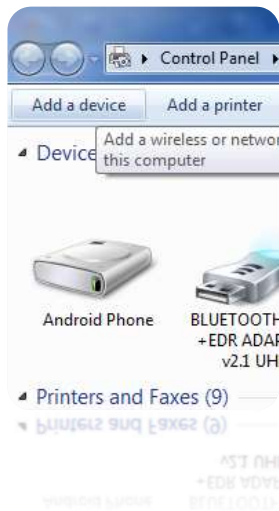 Control Panel
Add a device Add a printer
Add a wireless or networ
this computer
Device
Android Phone
BLUETOOTH
+EDR ADAP
v2.1 UH
Printers and Faxes (9)